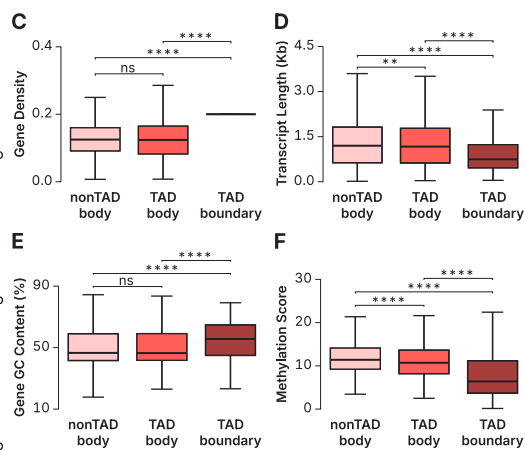 C
****
****
ns
Gene Density
0.4
0.2
0.0
nonTAD body
TAD body
TAD boundary
D
****
****
**
Transcript Length (Kb)
4.5
3.0
1.5
0.0
nonTAD body
TAD body
TAD boundary
E
****
****
ns
Gene GC Content (%)
90
50
10
nonTAD body
TAD body
TAD boundary
F
****
****
****
Methylation Score
30
20
10
0
nonTAD body
TAD body
TAD boundary